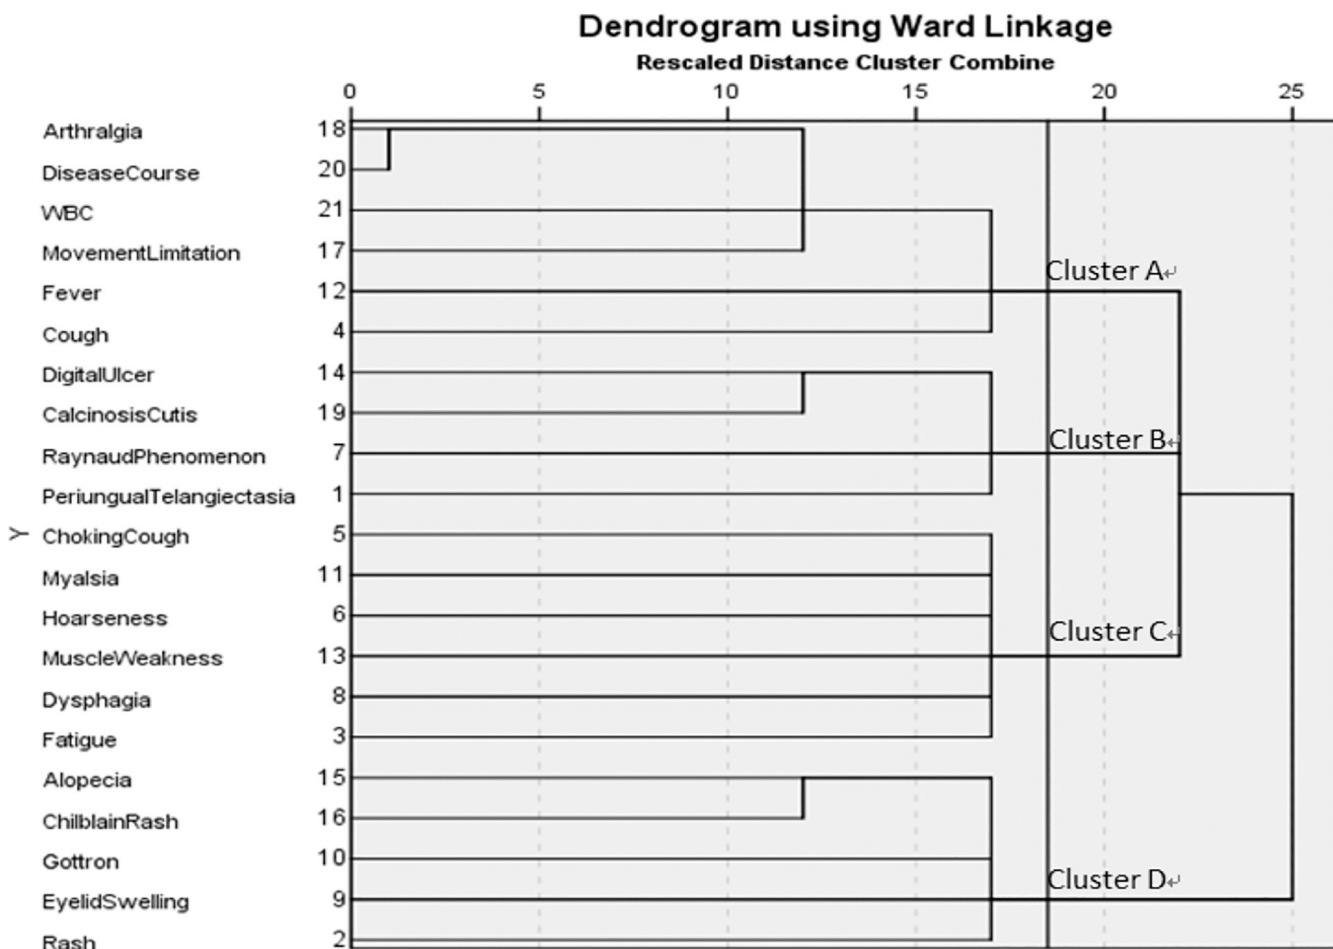 Dendrogram using Ward Linkage
Rescaled Distance Cluster Combine
0 5 10 15 20 25
Arthralgia 18
DiseaseCourse 20
WBC 21
MovementLimitation 17
Cluster A↵
Fever 12
Cough 4
DigitalUlcer 14
CalcinosisCutis 19
Cluster B↵
RaynaudPhenomenon 7
PeriungualTelangiectasia 1
Y
ChokingCough 5
Myalsia 11
Hoarseness 6
Cluster C↵
MuscleWeakness 13
Dysphagia 8
Fatigue 3
Alopecia 15
ChilblainRash 16
Gottron 10
Cluster D↵
EyelidSwelling 9
Rash 2